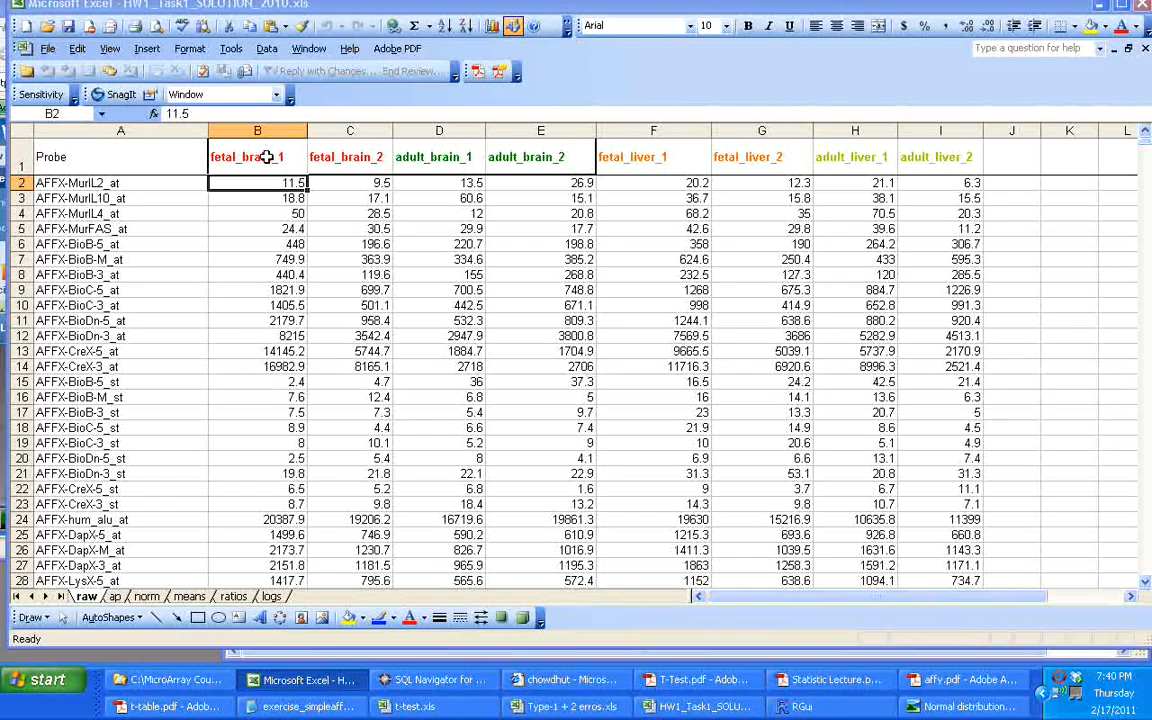 Microsoft Excel - HW1_Task1_SOLUTION_2010.xls
Arial 10 B I U $ % ,
File Edit View Insert Format Tools Data Window Help Adobe PDF Type a question for help
Reply with Changes... End Review...
Sensitivity SnagIt Window
B2 fx 11.5
A B C D E F G H I J K L
1 Probe fetal_brain_1 fetal_brain_2 adult_brain_1 adult_brain_2 fetal_liver_1 fetal_liver_2 adult_liver_1 adult_liver_2
2 AFFX-MurIL2_at 11.5 9.5 13.5 26.9 20.2 12.3 21.1 6.3
3 AFFX-MurIL10_at 18.8 17.1 60.6 15.1 36.7 15.8 38.1 15.5
4 AFFX-MurIL4_at 50 28.5 12 20.8 68.2 35 70.5 20.3
5 AFFX-MurFAS_at 24.4 30.5 29.9 17.7 42.6 29.8 39.6 11.2
6 AFFX-BioB-5_at 448 196.6 220.7 198.8 358 190 264.2 306.7
7 AFFX-BioB-M_at 749.9 363.9 334.6 385.2 624.6 250.4 433 595.3
8 AFFX-BioB-3_at 440.4 119.6 155 268.8 232.5 127.3 120 285.5
9 AFFX-BioC-5_at 1821.9 699.7 700.5 748.8 1268 675.3 884.7 1226.9
10 AFFX-BioC-3_at 1405.5 501.1 442.5 671.1 998 414.9 652.8 991.3
11 AFFX-BioDn-5_at 2179.7 958.4 532.3 809.3 1244.1 638.6 880.2 920.4
12 AFFX-BioDn-3_at 8215 3542.4 2947.9 3800.8 7569.5 3686 5282.9 4513.1
13 AFFX-CreX-5_at 14145.2 5744.7 1884.7 1704.9 9665.5 5039.1 5737.9 2170.9
14 AFFX-CreX-3_at 16982.9 8165.1 2718 2706 11716.3 6920.6 8996.3 2521.4
15 AFFX-BioB-5_st 2.4 4.7 36 37.3 16.5 24.2 42.5 21.4
16 AFFX-BioB-M_st 7.6 12.4 6.8 5 16 14.1 13.6 6.3
17 AFFX-BioB-3_st 7.5 7.3 5.4 9.7 23 13.3 20.7 5
18 AFFX-BioC-5_st 8.9 4.4 6.6 7.4 21.9 14.9 8.6 4.5
19 AFFX-BioC-3_st 8 10.1 5.2 9 10 20.6 5.1 4.9
20 AFFX-BioDn-5_st 2.5 5.4 8 4.1 6.9 6.6 13.1 7.4
21 AFFX-BioDn-3_st 19.8 21.8 22.1 22.9 31.3 53.1 20.8 31.3
22 AFFX-CreX-5_st 6.5 5.2 6.8 1.6 9 3.7 6.7 11.1
23 AFFX-CreX-3_st 8.7 9.8 18.4 13.2 14.3 9.8 10.7 7.1
24 AFFX-hum_alu_at 20387.9 19206.2 16719.6 19861.3 19630 15216.9 10635.8 11399
25 AFFX-DapX-5_at 1499.6 746.9 590.2 610.9 1215.3 693.6 926.8 660.8
26 AFFX-DapX-M_at 2173.7 1230.7 826.7 1016.9 1411.3 1039.5 1631.6 1143.3
27 AFFX-DapX-3_at 2151.8 1181.5 965.9 1195.3 1863 1258.3 1591.2 1171.1
28 AFFX-LysX-5_at 1417.7 795.6 565.6 572.4 1152 638.6 1094.1 734.7
raw ap norm means ratios logs
Draw AutoShapes
Ready
start C:\MicroArray Cou... Microsoft Excel - H... SQL Navigator for ... chowdhut - Micros... T-Test.pdf - Adob... Statistic Lecture.p... affy.pdf - Adobe A... 7:40 PM
Thursday
t-table.pdf - Adob... exercise_simpleaff... t-test.xls Type-1 + 2 erros.xls HW1_Task1_SOLU... RGui Normal distribution... 2/17/2011